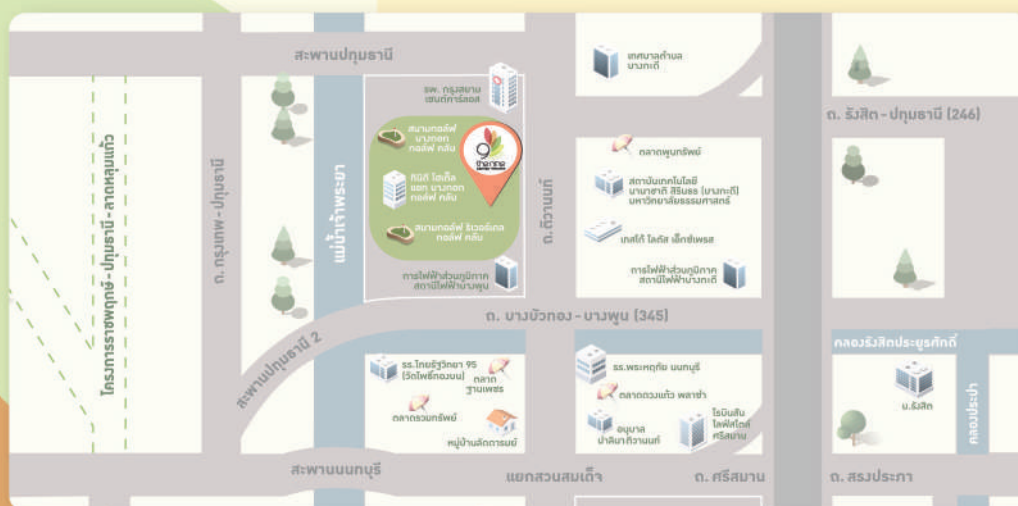 สะพานปทุมธานี
เทศบาลตำบล
บางกะดี
รพ. กรุงสยาม
เซนต์คาร์ลอส
ถ. รังสิต - ปทุมธานี (246)
สนามกอล์ฟ
บางกอก
กอล์ฟ คลับ
9
the nine
ตลาดพูนทรัพย์
โครงการราชพฤกษ์ - ปทุมธานี - ลาดหลุมแก้ว
ถ. กรุงเทพ - ปทุมธานี
แม่น้ำเจ้าพระยา
ทินิดี โฮเท็ล
แอท บางกอก
กอล์ฟ คลับ
ถ.ติวานนท์
สถาบันเทคโนโลยี
นานาชาติ สิรินธร (บางกะดี)
มหาวิทยาลัยธรรมศาสตร์
สนามกอล์ฟ ริเวอร์เดล
กอล์ฟ คลับ
เทสโก้ โลตัส เอ็กซ์เพรส
การไฟฟ้าส่วนภูมิภาค
สถานีไฟฟ้าบางพูน
การไฟฟ้าส่วนภูมิภาค
สถานีไฟฟ้าบางกะดี
ถ. บางบัวทอง - บางพูน (345)
สะพานปทุมธานี 2
คลองรังสิตประยูรศักดิ์
รร.ไทยรัฐวิทยา 95
(วัดโพธิ์ทองบน)
ตลาด
ฐานเพชร
รร.พระหฤทัย นนทบุรี
ตลาดรวมทรัพย์
ตลาดดวงแก้ว พลาซ่า
ม.รังสิต
คลองประปา
หมู่บ้านลัดดารมย์
อนุบาล
ปาลินาติวานนท์
โรบินสัน
ไลฟ์สไตล์
ศรีสมาน
สะพานนนทบุรี
แยกสวนสมเด็จ
ถ. ศรีสมาน
ถ. สรงประภา